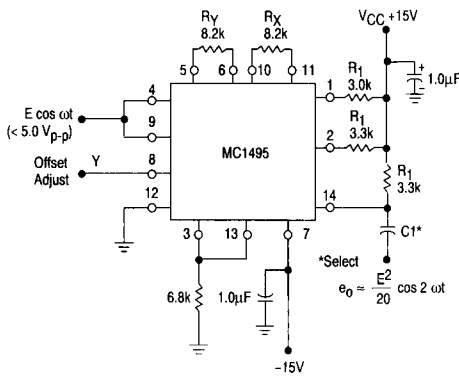 RY
8.2k
RX
8.2k
VCC +15V
5
6
10
11
+
1.0µF
–
4
1
R1
3.0k
E cos ωt
(< 5.0 Vp-p)
9
2
R1
3.3k
MC1495
Offset
Adjust
Y
8
R1
3.3k
12
14
3
13
7
C1*
*Select
eo ≈ E²/20 cos 2 ωt
6.8k
1.0µF
–15V